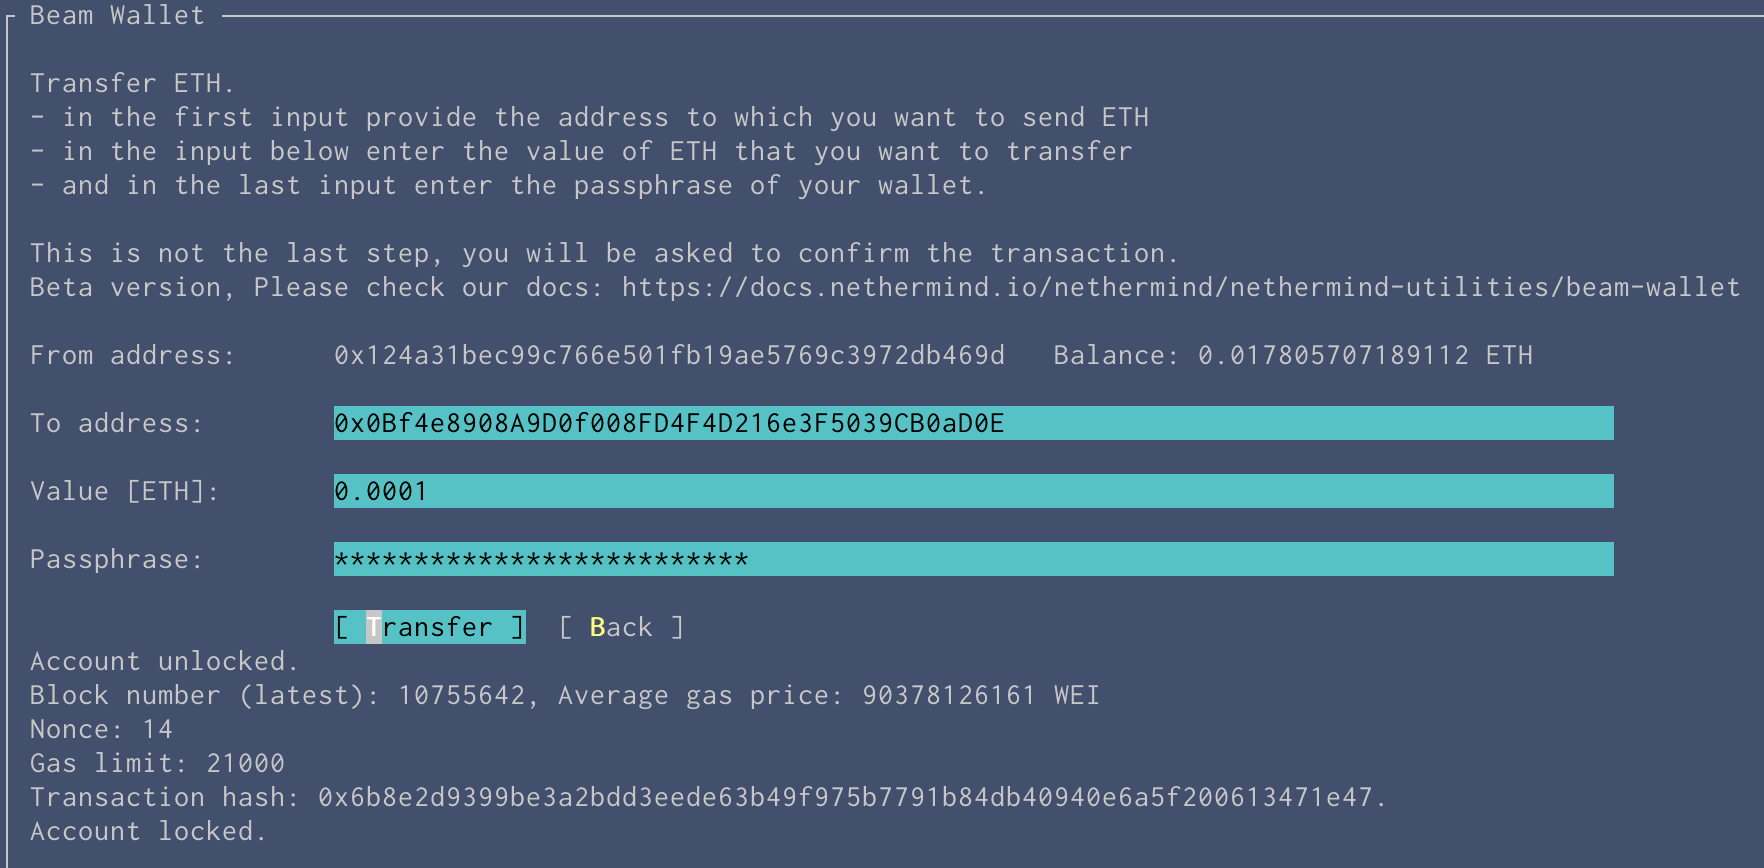 Beam Wallet
Transfer ETH.
- in the first input provide the address to which you want to send ETH
- in the input below enter the value of ETH that you want to transfer
- and in the last input enter the passphrase of your wallet.
This is not the last step, you will be asked to confirm the transaction.
Beta version, Please check our docs: https://docs.nethermind.io/nethermind/nethermind-utilities/beam-wallet
From address: 0x124a31bec99c766e501fb19ae5769c3972db469d Balance: 0.017805707189112 ETH
To address: 0x0Bf4e8908A9D0f008FD4F4D216e3F5039CB0aD0E
Value [ETH]: 0.0001
Passphrase: **************************
[ Transfer ] [ Back ]
Account unlocked.
Block number (latest): 10755642, Average gas price: 90378126161 WEI
Nonce: 14
Gas limit: 21000
Transaction hash: 0x6b8e2d9399be3a2bdd3eede63b49f975b7791b84db40940e6a5f200613471e47.
Account locked.